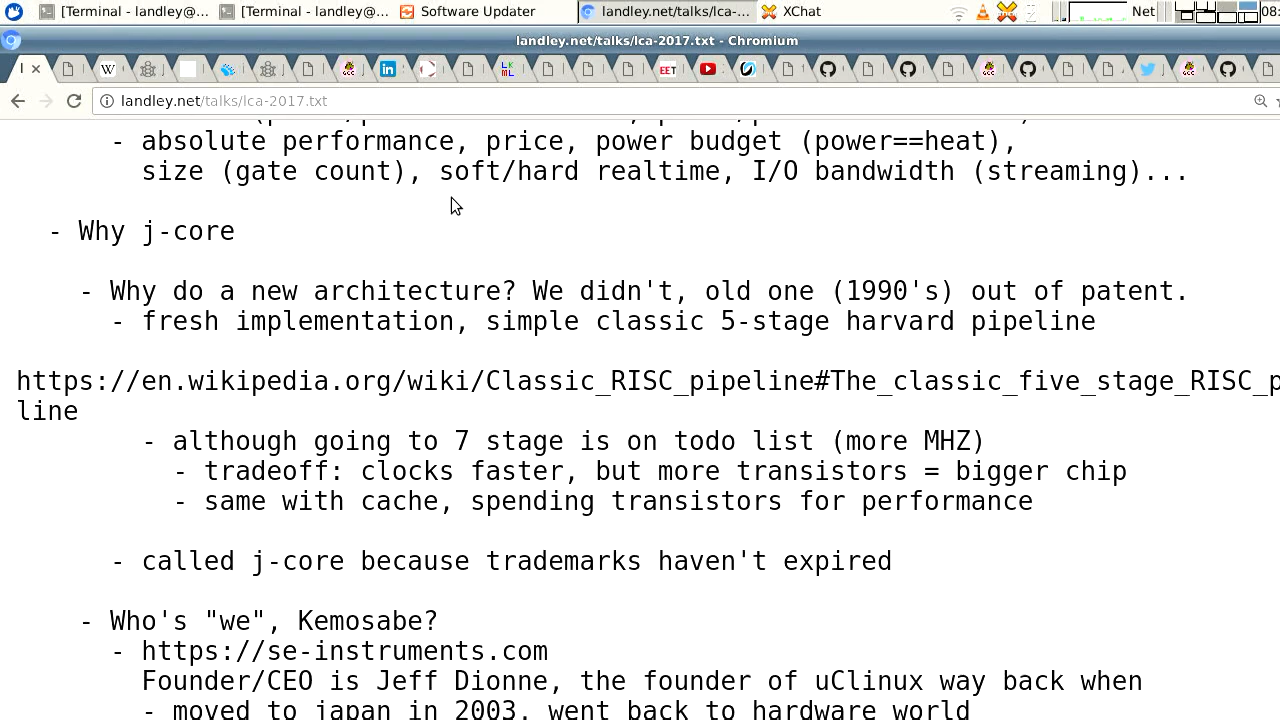 [Terminal - landley@...
[Terminal - landley@...
Software Updater
landley.net/talks/lca-...
XChat
Net
08:
landley.net/talks/lca-2017.txt - Chromium
landley.net/talks/lca-2017.txt
- absolute performance, price, power budget (power==heat),
size (gate count), soft/hard realtime, I/O bandwidth (streaming)...
- Why j-core
- Why do a new architecture? We didn't, old one (1990's) out of patent.
- fresh implementation, simple classic 5-stage harvard pipeline
https://en.wikipedia.org/wiki/Classic_RISC_pipeline#The_classic_five_stage_RISC_p
line
- although going to 7 stage is on todo list (more MHZ)
- tradeoff: clocks faster, but more transistors = bigger chip
- same with cache, spending transistors for performance
- called j-core because trademarks haven't expired
- Who's "we", Kemosabe?
- https://se-instruments.com
Founder/CEO is Jeff Dionne, the founder of uClinux way back when
- moved to japan in 2003, went back to hardware world